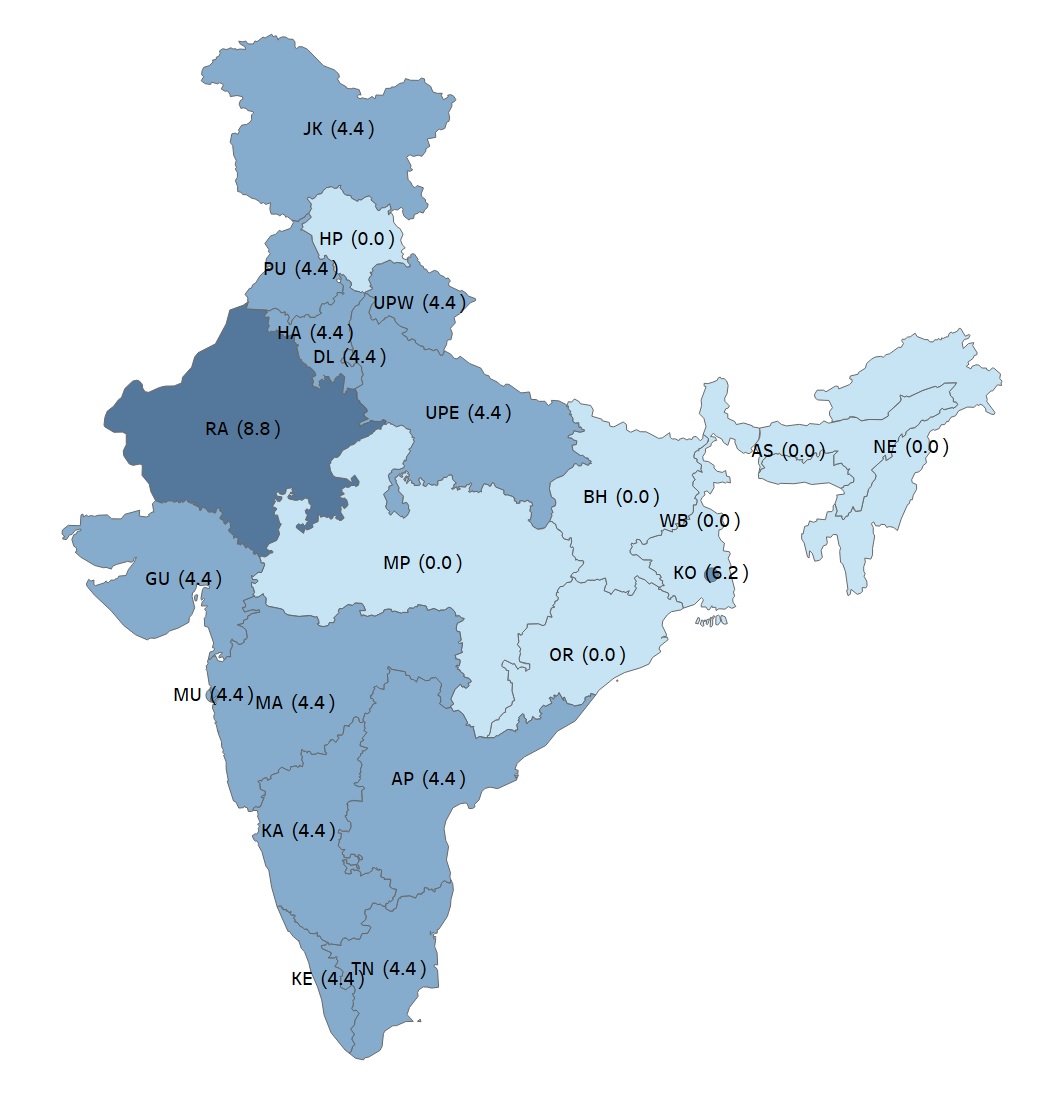 JK (4.4)
HP (0.0)
PU (4.4)
UPW (4.4)
HA (4.4)
DL (4.4)
UPE (4.4)
RA (8.8)
AS (0.0)
NE (0.0)
BH (0.0)
WB (0.0)
MP (0.0)
KO (6.2)
GU (4.4)
OR (0.0)
MU (4.4)
MA (4.4)
AP (4.4)
KA (4.4)
TN (4.4)
KE (4.4)